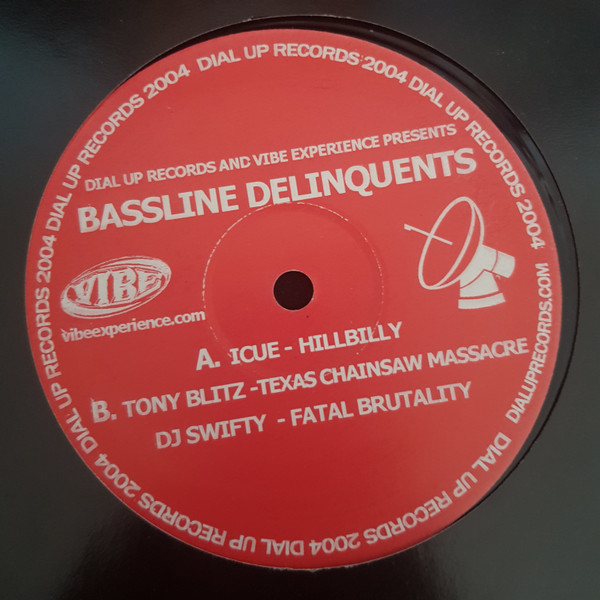 DIAL UP RECORDS 2004 DIAL UP RECORDS 2004 DIAL UP RECORDS 2004 DIALUPRECORDS.COM DIAL UP RECORDS 2004 DIAL UP RECORDS 2004 DIAL UP RECORDS 2004 DIAL UP RECORDS 2004
DIAL UP RECORDS AND VIBE EXPERIENCE PRESENTS
BASSLINE DELINQUENTS
VIBE
vibeexperience.com
A. ICUE - HILLBILLY
B. TONY BLITZ -TEXAS CHAINSAW MASSACRE
DJ SWIFTY - FATAL BRUTALITY